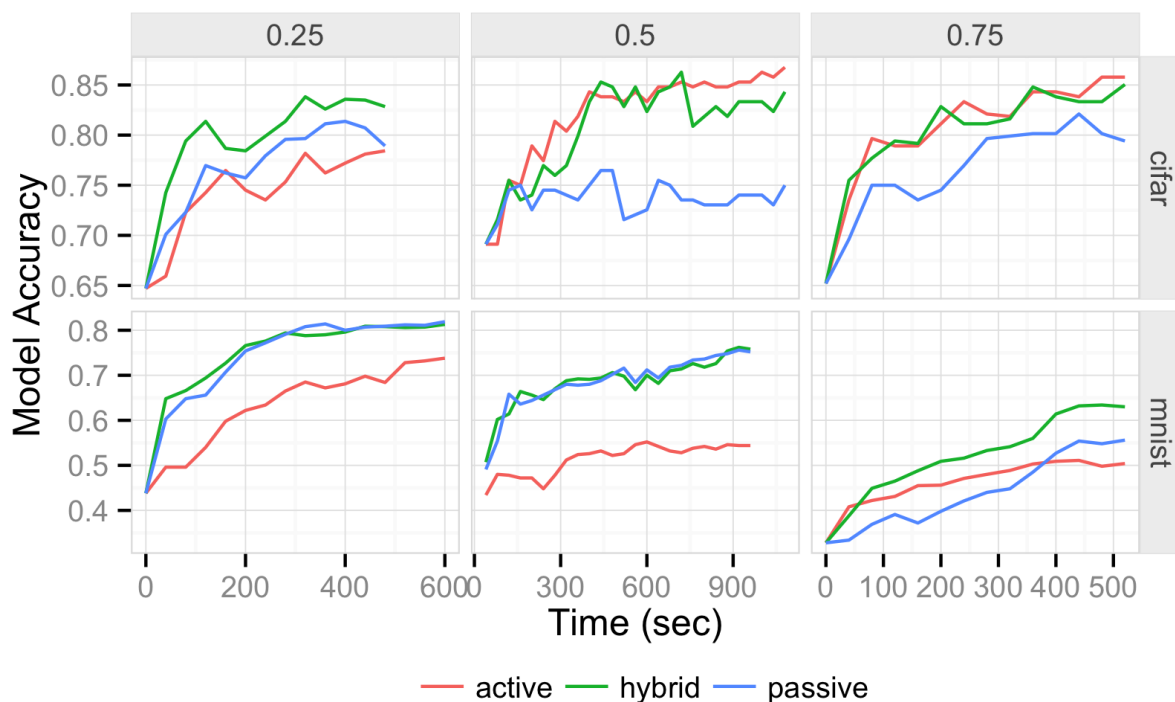 0.25 0.5 0.75
Model Accuracy
0.85
0.80
0.75
0.70
0.65
cifar
0.8
0.7
0.6
0.5
0.4
mnist
0 200 400 600 0 300 600 900 0 100 200 300 400 500
Time (sec)
active hybrid passive